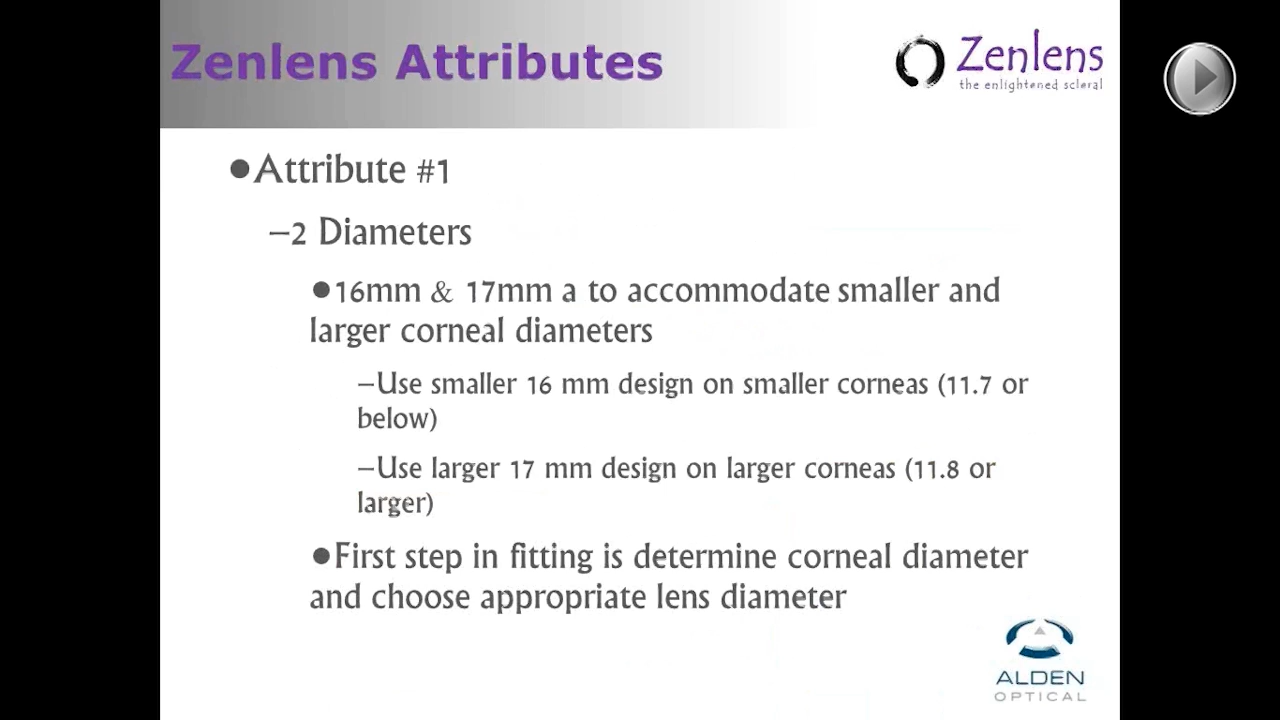 Zenlens Attributes
Zenlens
the enlightened scleral
●Attribute #1
–2 Diameters
●16mm & 17mm a to accommodate smaller and
larger corneal diameters
–Use smaller 16 mm design on smaller corneas (11.7 or
below)
–Use larger 17 mm design on larger corneas (11.8 or
larger)
●First step in fitting is determine corneal diameter
and choose appropriate lens diameter
ALDEN
OPTICAL